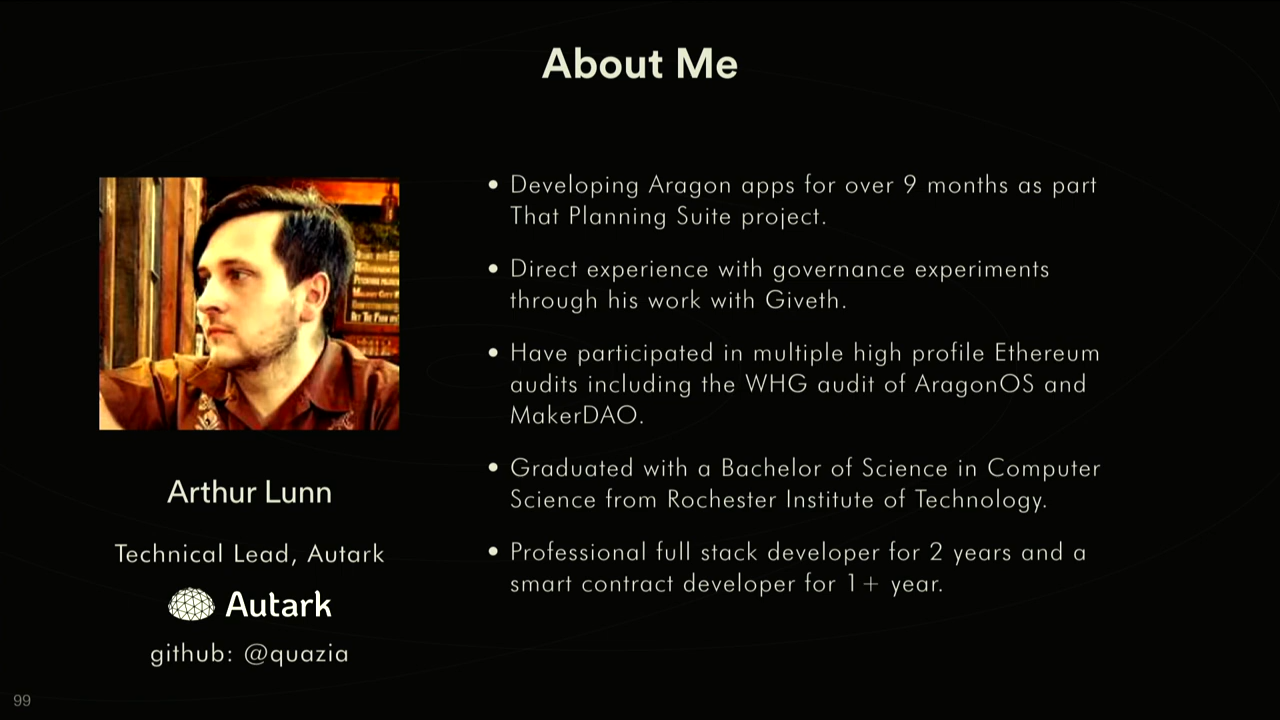 About Me
Arthur Lunn
Technical Lead, Autark
Autark
github: @quazia
• Developing Aragon apps for over 9 months as part
That Planning Suite project.
• Direct experience with governance experiments
through his work with Giveth.
• Have participated in multiple high profile Ethereum
audits including the WHG audit of AragonOS and
MakerDAO.
• Graduated with a Bachelor of Science in Computer
Science from Rochester Institute of Technology.
• Professional full stack developer for 2 years and a
smart contract developer for 1+ year.
99